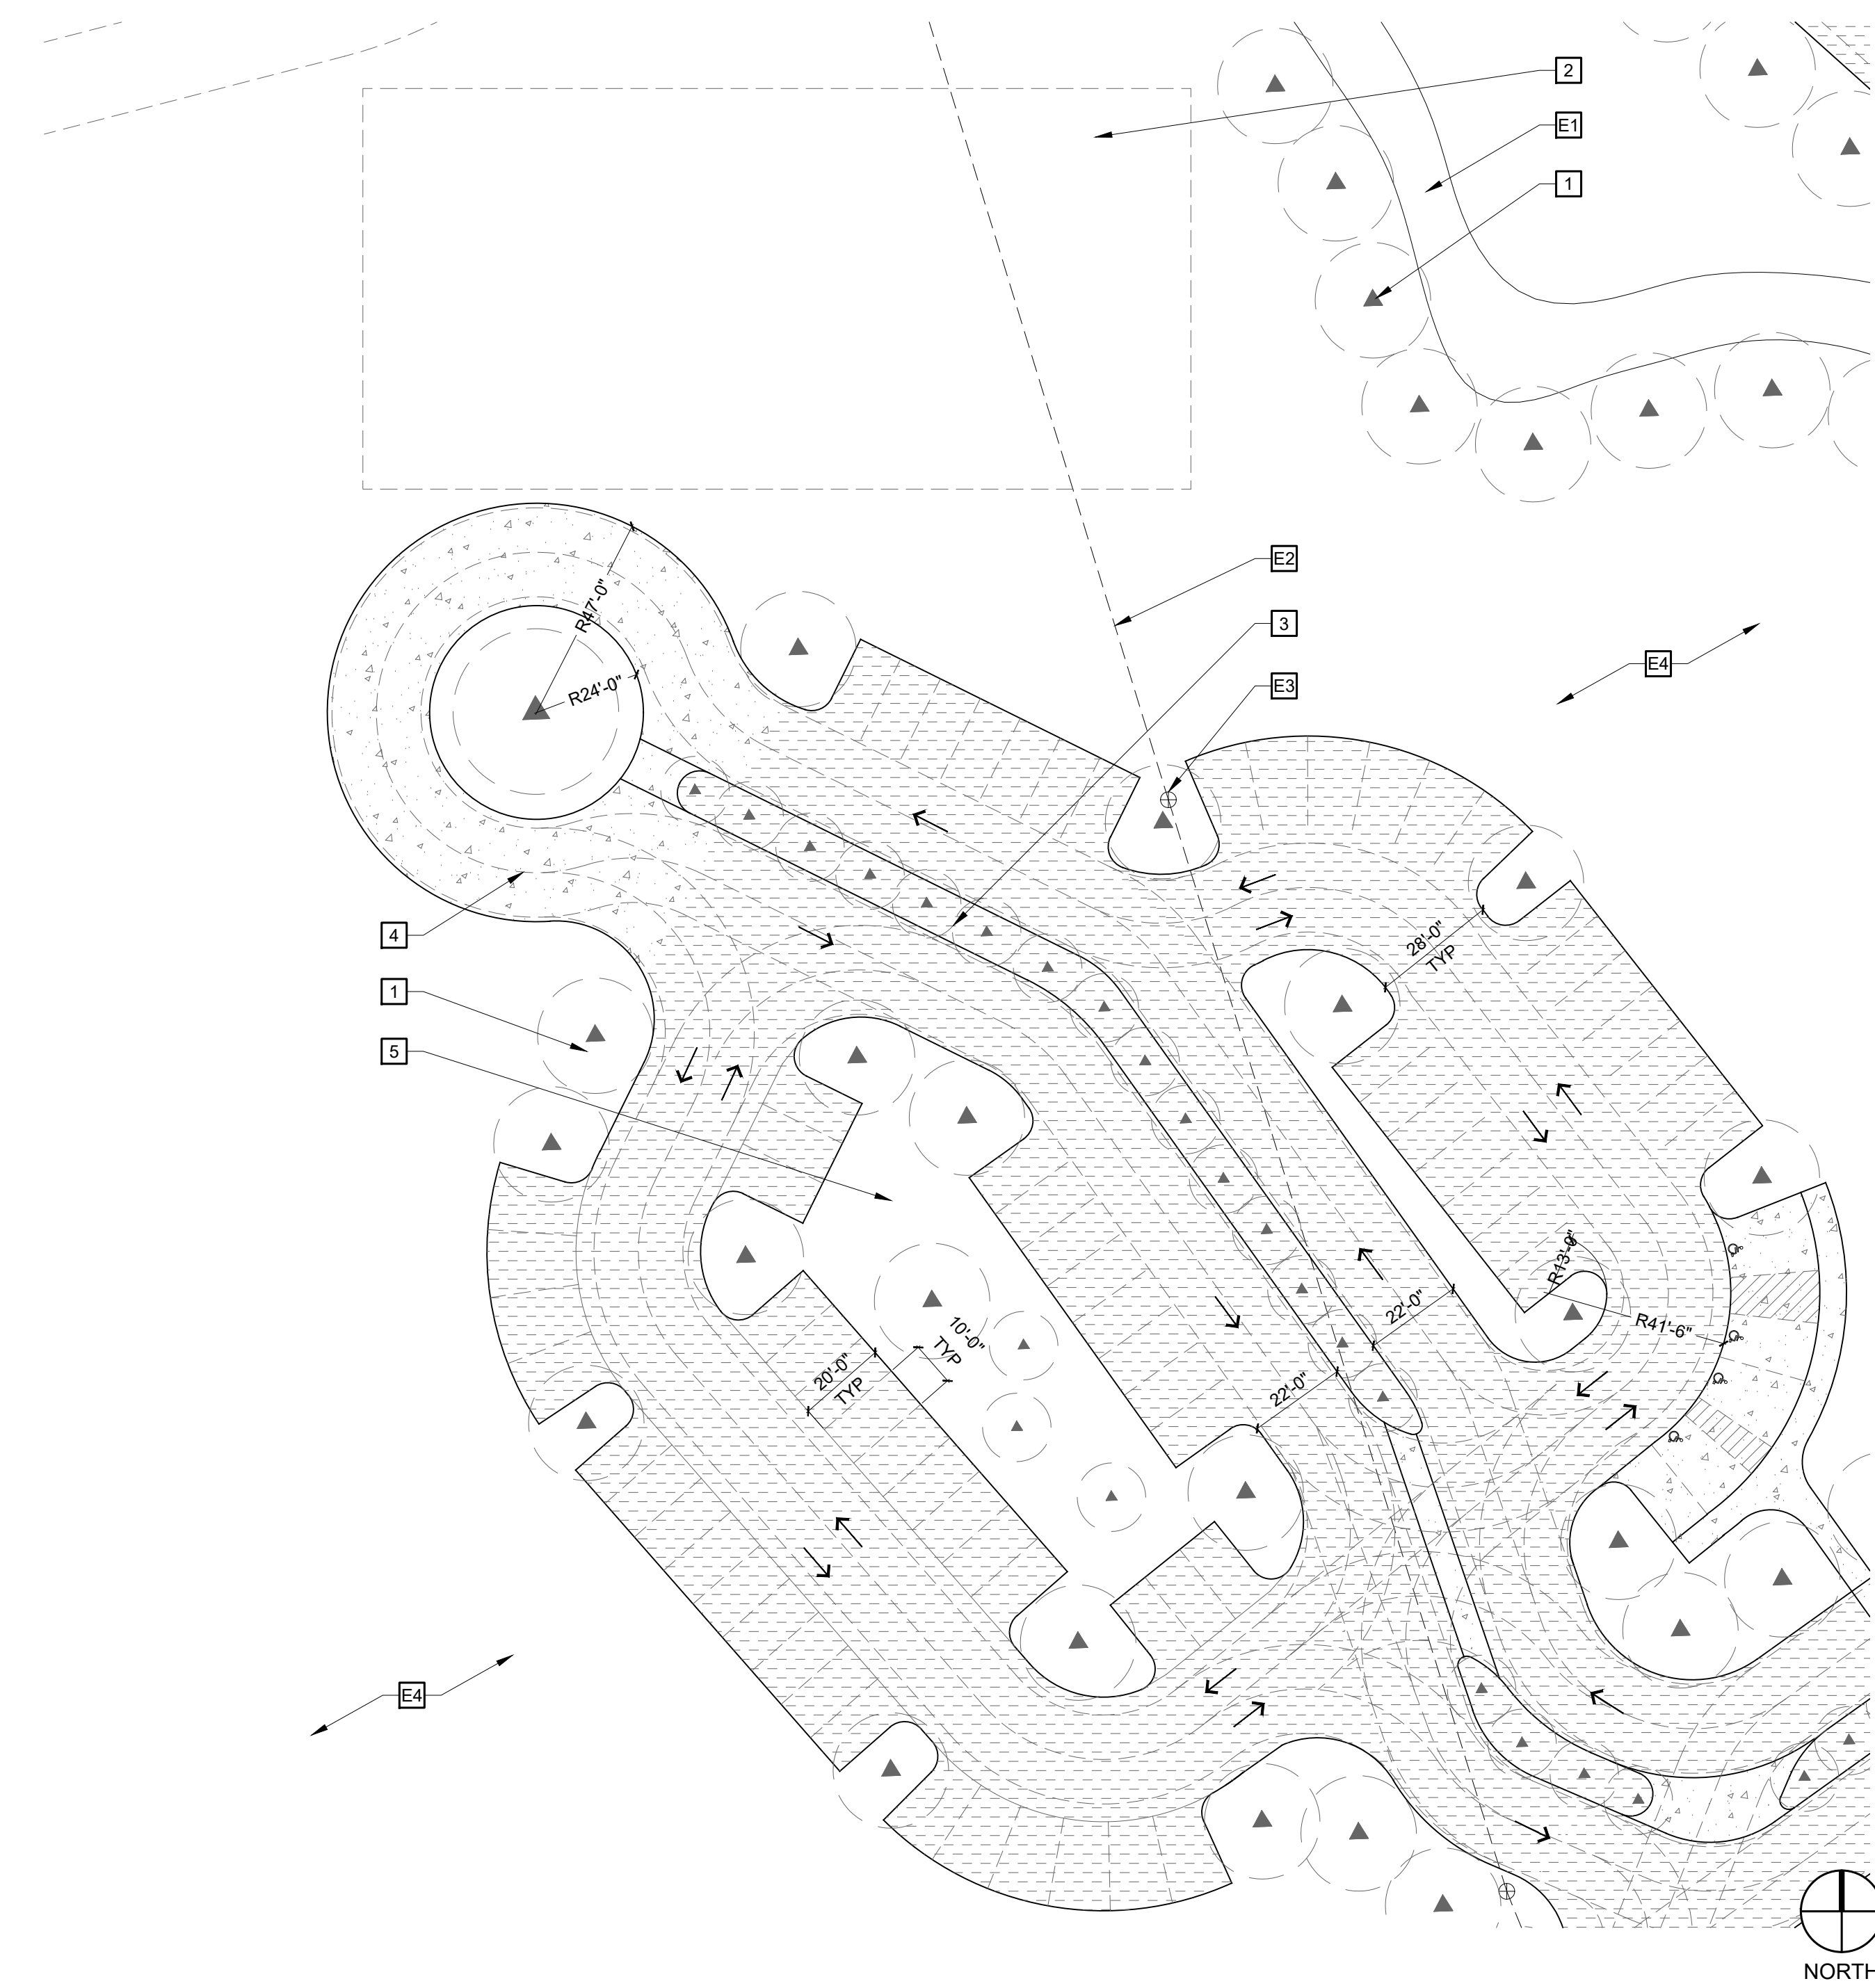 2
E1
1
E2
3
E3
E4
R47'-0"
R24'-0"
4
1
5
28'-0"
TYP
R13'-9"
R41'-6"
22'-0"
22'-0"
10'-0"
TYP
20'-0"
TYP
E4
NORTH